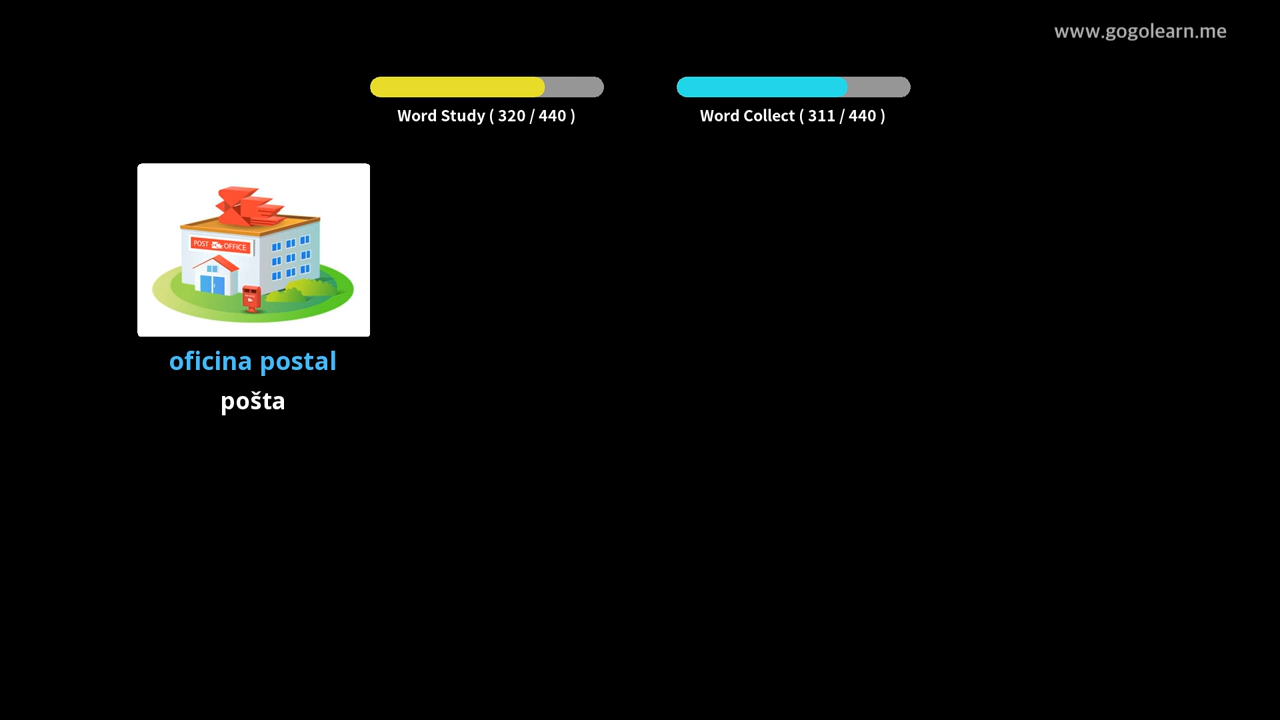 www.gogolearn.me
Word Study ( 320 / 440 )
Word Collect ( 311 / 440 )
POST OFFICE
oficina postal
pošta